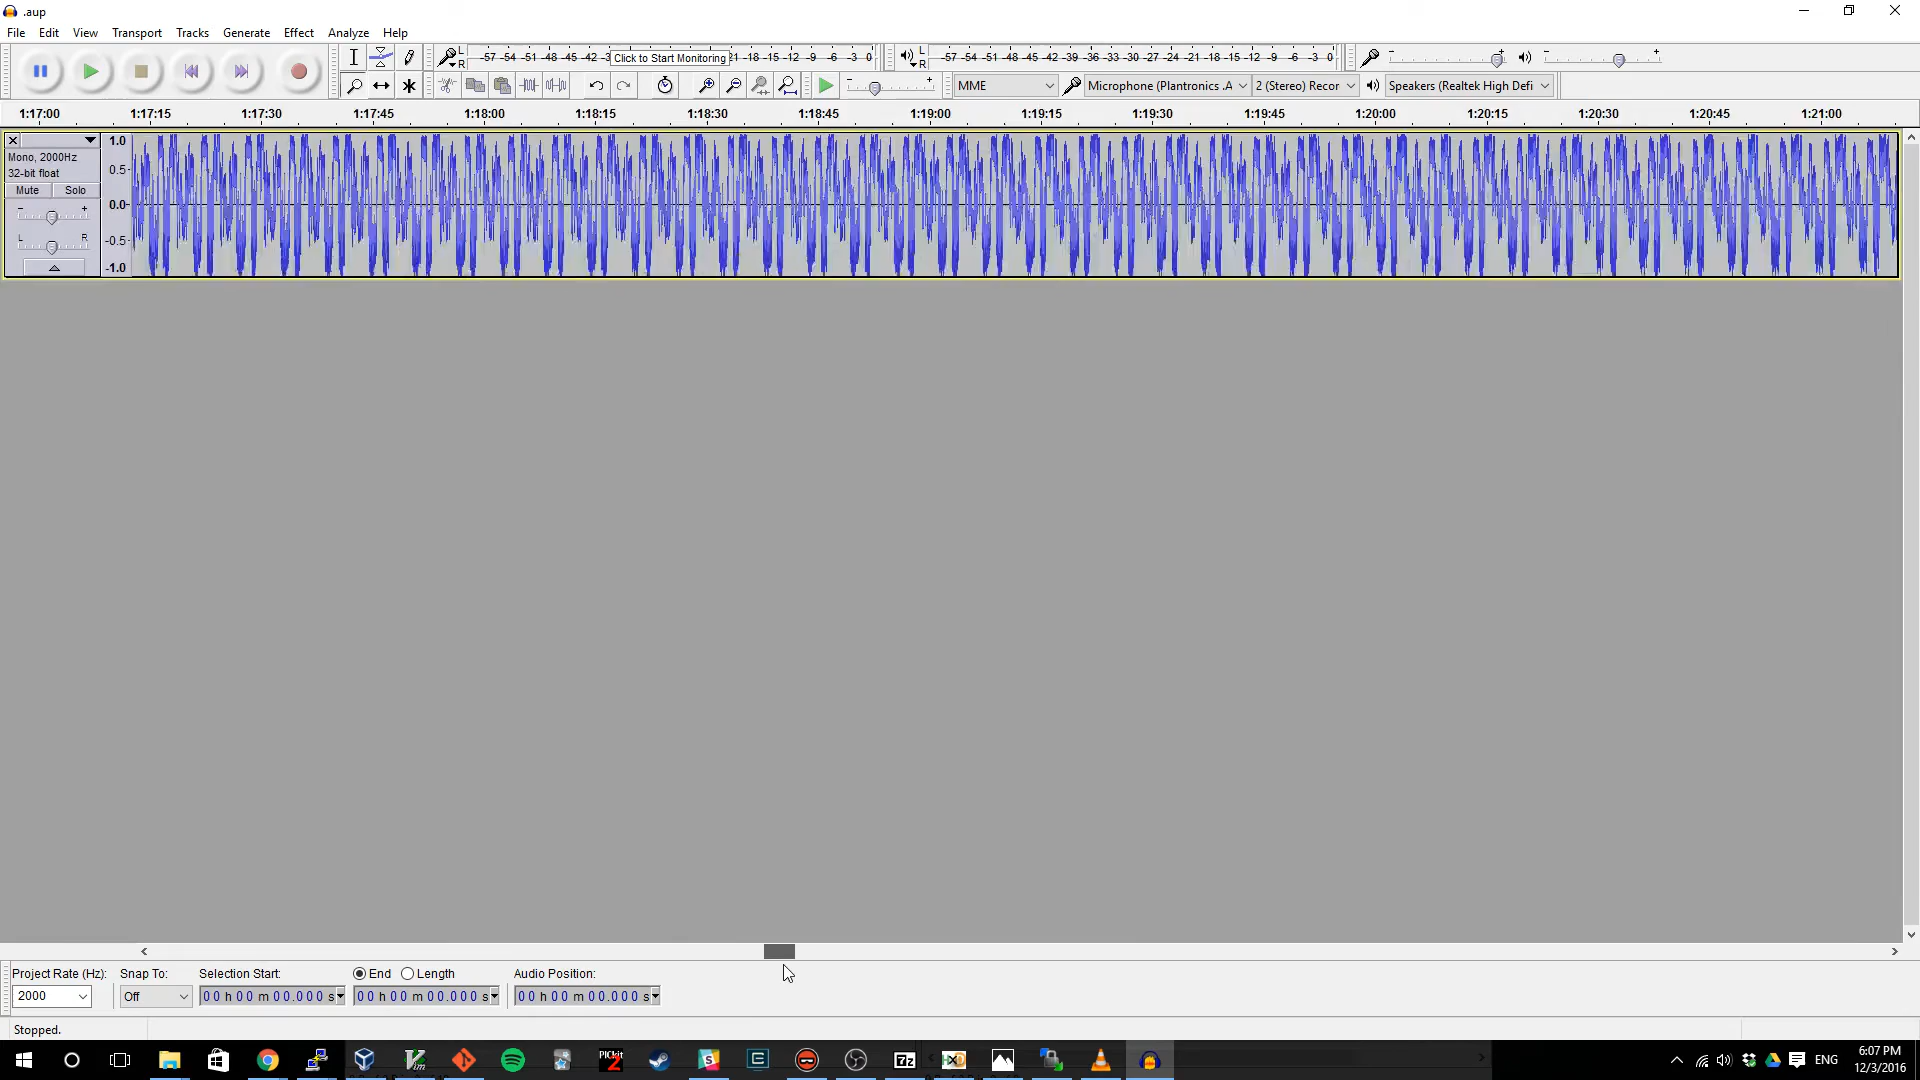 .aup
File Edit View Transport Tracks Generate Effect Analyze Help
L R -57 -54 -51 -48 -45 -42 -3 Click to Start Monitoring 21 -18 -15 -12 -9 -6 -3 0 L R -57 -54 -51 -48 -45 -42 -39 -36 -33 -30 -27 -24 -21 -18 -15 -12 -9 -6 -3 0 - + - +
- + MME Microphone (Plantronics .A 2 (Stereo) Recor Speakers (Realtek High Defi
1:17:00 1:17:15 1:17:30 1:17:45 1:18:00 1:18:15 1:18:30 1:18:45 1:19:00 1:19:15 1:19:30 1:19:45 1:20:00 1:20:15 1:20:30 1:20:45 1:21:00
1.0
Mono, 2000Hz
32-bit float 0.5
Mute Solo
- + 0.0
L R -0.5
-1.0
Project Rate (Hz): Snap To: Selection Start: End Length Audio Position:
2000 Off 00 h 00 m 00.000 s 00 h 00 m 00.000 s 00 h 00 m 00.000 s
Stopped.
Vim PICkit 2 E 7z HXD ENG 6:07 PM
12/3/2016